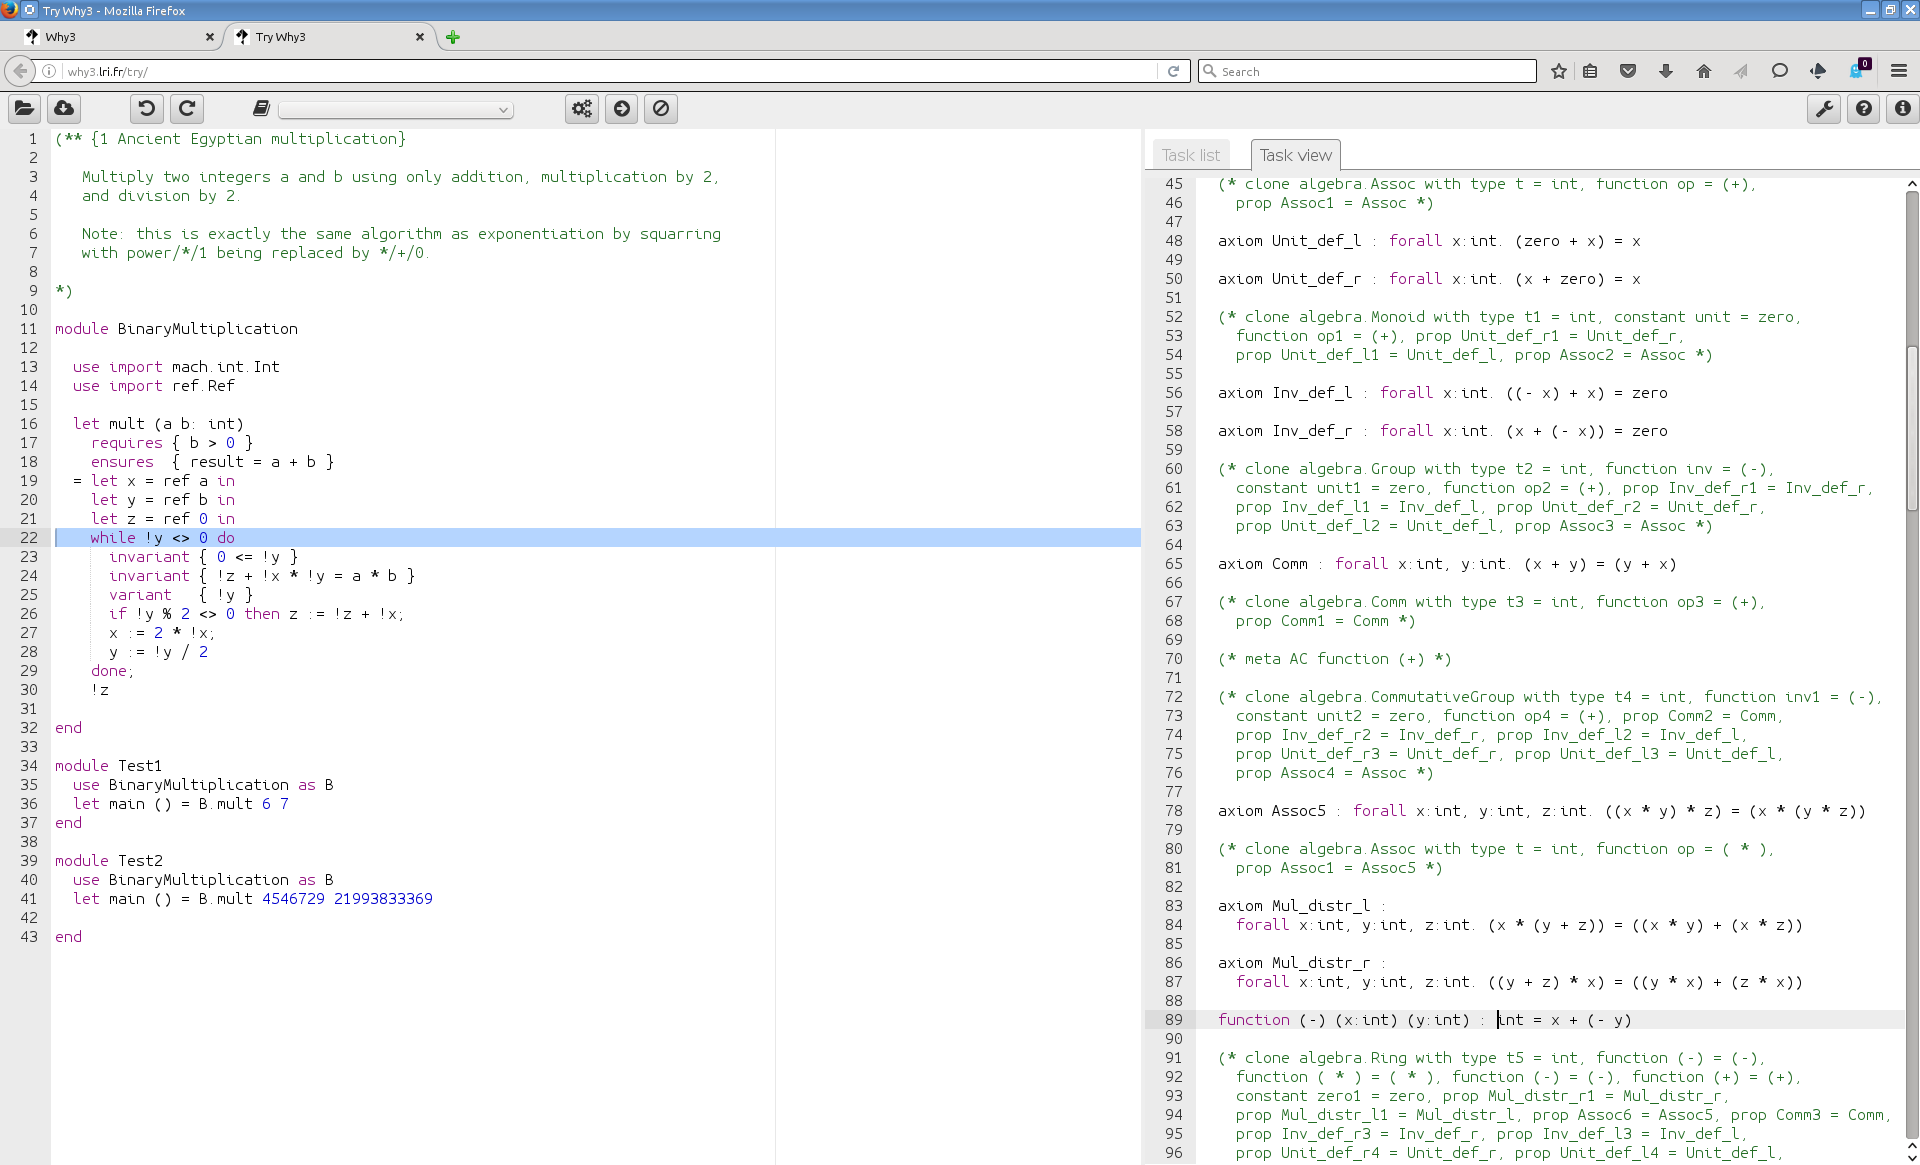 Try Why3 - Mozilla Firefox
Why3
Try Why3
why3.lri.fr/try/
Search
0
1 (** {1 Ancient Egyptian multiplication}
2
3 Multiply two integers a and b using only addition, multiplication by 2,
4 and division by 2.
5
6 Note: this is exactly the same algorithm as exponentiation by squarring
7 with power/*/1 being replaced by */+/0.
8
9 *)
10
11 module BinaryMultiplication
12
13 use import mach.int.Int
14 use import ref.Ref
15
16 let mult (a b: int)
17 requires { b > 0 }
18 ensures { result = a + b }
19 = let x = ref a in
20 let y = ref b in
21 let z = ref 0 in
22 while !y <> 0 do
23 invariant { 0 <= !y }
24 invariant { !z + !x * !y = a * b }
25 variant { !y }
26 if !y % 2 <> 0 then z := !z + !x;
27 x := 2 * !x;
28 y := !y / 2
29 done;
30 !z
31
32 end
33
34 module Test1
35 use BinaryMultiplication as B
36 let main () = B.mult 6 7
37 end
38
39 module Test2
40 use BinaryMultiplication as B
41 let main () = B.mult 4546729 21993833369
42
43 end
Task list
Task view
45 (* clone algebra.Assoc with type t = int, function op = (+),
46 prop Assoc1 = Assoc *)
47
48 axiom Unit_def_l : forall x:int. (zero + x) = x
49
50 axiom Unit_def_r : forall x:int. (x + zero) = x
51
52 (* clone algebra.Monoid with type t1 = int, constant unit = zero,
53 function op1 = (+), prop Unit_def_r1 = Unit_def_r,
54 prop Unit_def_l1 = Unit_def_l, prop Assoc2 = Assoc *)
55
56 axiom Inv_def_l : forall x:int. ((- x) + x) = zero
57
58 axiom Inv_def_r : forall x:int. (x + (- x)) = zero
59
60 (* clone algebra.Group with type t2 = int, function inv = (-),
61 constant unit1 = zero, function op2 = (+), prop Inv_def_r1 = Inv_def_r,
62 prop Inv_def_l1 = Inv_def_l, prop Unit_def_r2 = Unit_def_r,
63 prop Unit_def_l2 = Unit_def_l, prop Assoc3 = Assoc *)
64
65 axiom Comm : forall x:int, y:int. (x + y) = (y + x)
66
67 (* clone algebra.Comm with type t3 = int, function op3 = (+),
68 prop Comm1 = Comm *)
69
70 (* meta AC function (+) *)
71
72 (* clone algebra.CommutativeGroup with type t4 = int, function inv1 = (-),
73 constant unit2 = zero, function op4 = (+), prop Comm2 = Comm,
74 prop Inv_def_r2 = Inv_def_r, prop Inv_def_l2 = Inv_def_l,
75 prop Unit_def_r3 = Unit_def_r, prop Unit_def_l3 = Unit_def_l,
76 prop Assoc4 = Assoc *)
77
78 axiom Assoc5 : forall x:int, y:int, z:int. ((x * y) * z) = (x * (y * z))
79
80 (* clone algebra.Assoc with type t = int, function op = ( * ),
81 prop Assoc1 = Assoc5 *)
82
83 axiom Mul_distr_l :
84 forall x:int, y:int, z:int. (x * (y + z)) = ((x * y) + (x * z))
85
86 axiom Mul_distr_r :
87 forall x:int, y:int, z:int. ((y + z) * x) = ((y * x) + (z * x))
88
89 function (-) (x:int) (y:int) : int = x + (- y)
90
91 (* clone algebra.Ring with type t5 = int, function (-) = (-),
92 function ( * ) = ( * ), function (-) = (-), function (+) = (+),
93 constant zero1 = zero, prop Mul_distr_r1 = Mul_distr_r,
94 prop Mul_distr_l1 = Mul_distr_l, prop Assoc6 = Assoc5, prop Comm3 = Comm,
95 prop Inv_def_r3 = Inv_def_r, prop Inv_def_l3 = Inv_def_l,
96 prop Unit_def_r4 = Unit_def_r, prop Unit_def_l4 = Unit_def_l,